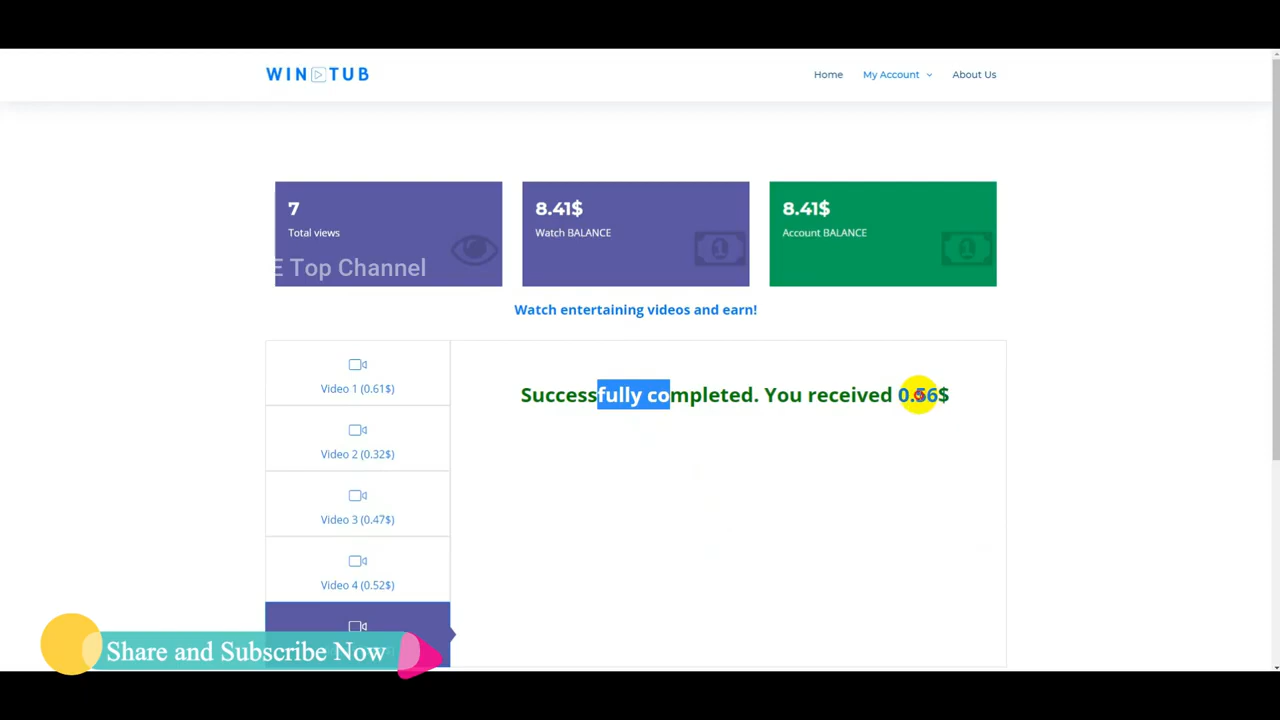 WIN TUB
Home
My Account
About Us
7
Total views
E Top Channel
8.41$
Watch BALANCE
8.41$
Account BALANCE
Watch entertaining videos and earn!
Video 1 (0.61$)
Video 2 (0.32$)
Video 3 (0.47$)
Video 4 (0.52$)
Successfully completed. You received 0.56$
Share and Subscribe Now